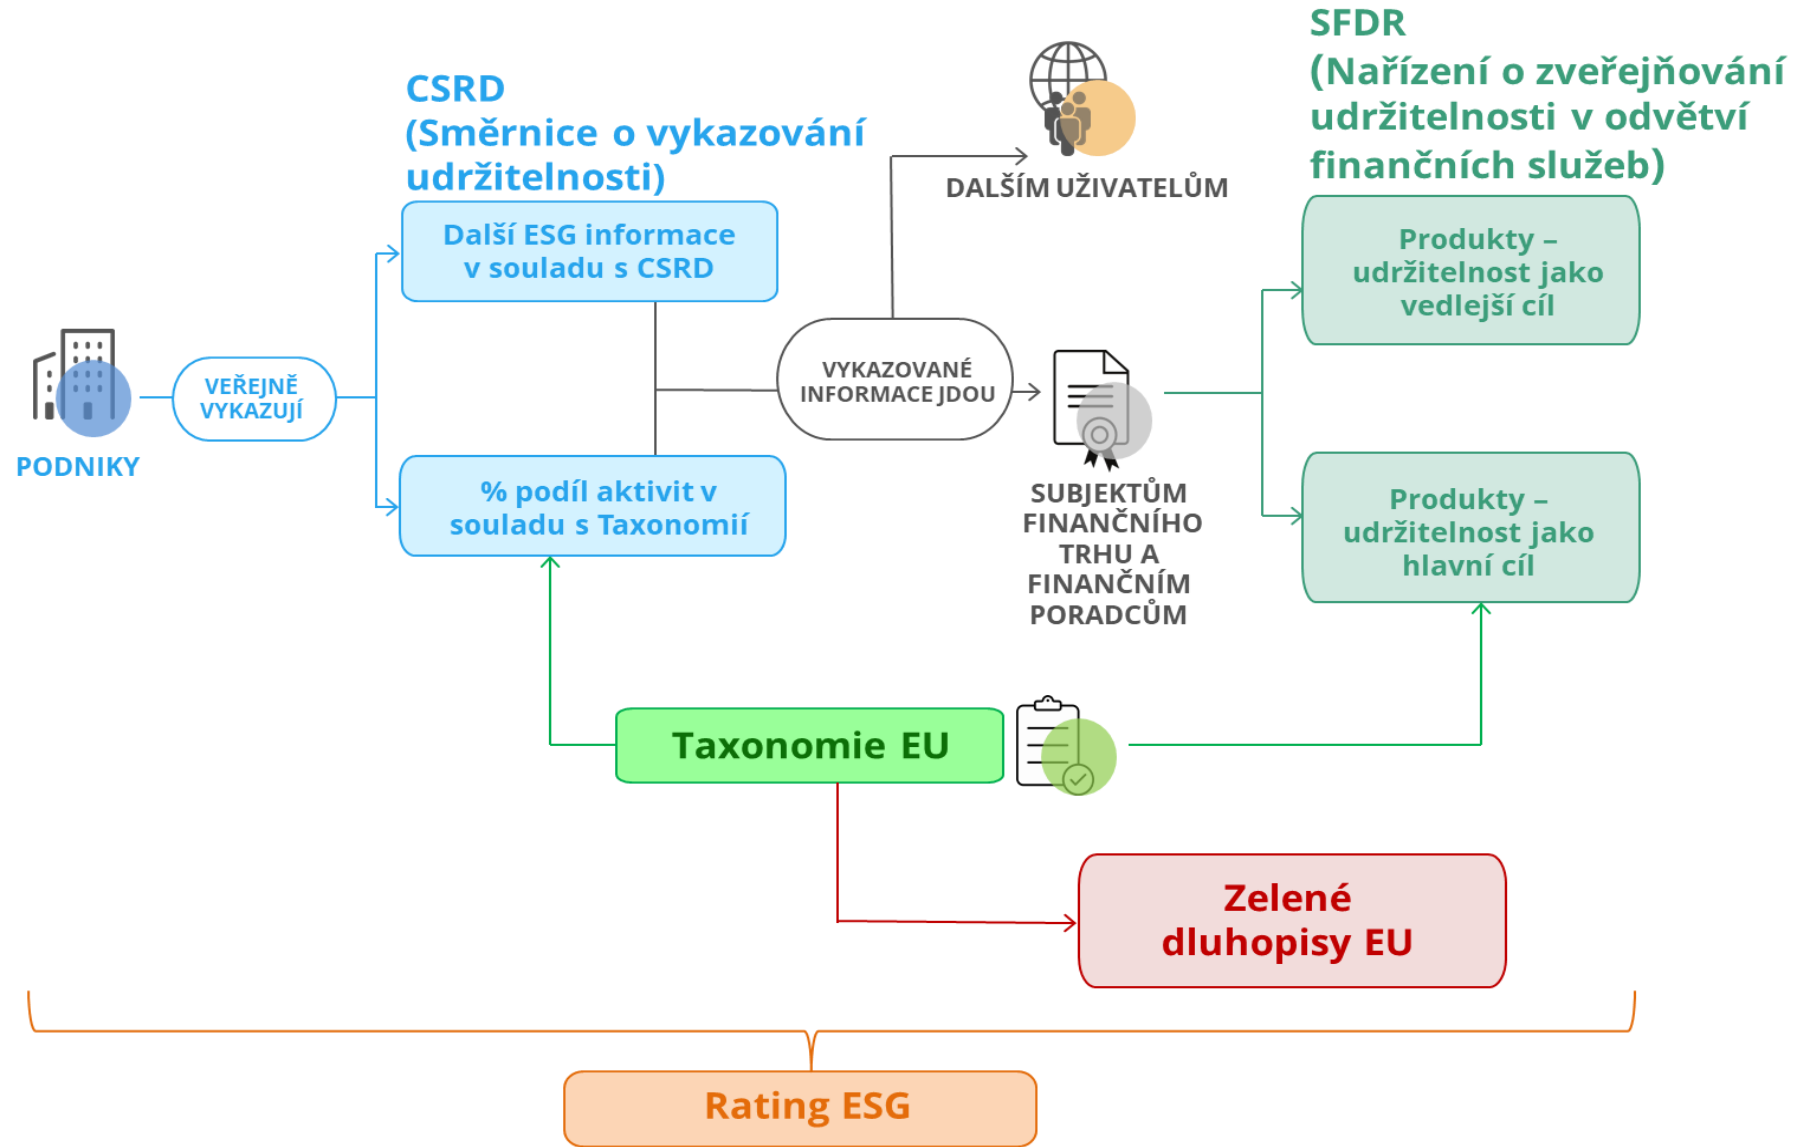 SFDR
(Nařízení o zveřejňování
udržitelnosti v odvětví
finančních služeb)
CSRD
(Směrnice o vykazování
udržitelnosti)
DALŠÍM UŽIVATELŮM
Další ESG informace
v souladu s CSRD
Produkty –
udržitelnost jako
vedlejší cíl
VEŘEJNĚ
VYKAZUJÍ
PODNIKY
VYKAZOVANÉ
INFORMACE JDOU
% podíl aktivit v
souladu s Taxonomií
SUBJEKTŮM
FINANČNÍHO
TRHU A
FINANČNÍM
PORADCŮM
Produkty –
udržitelnost jako
hlavní cíl
Taxonomie EU
Zelené
dluhopisy EU
Rating ESG